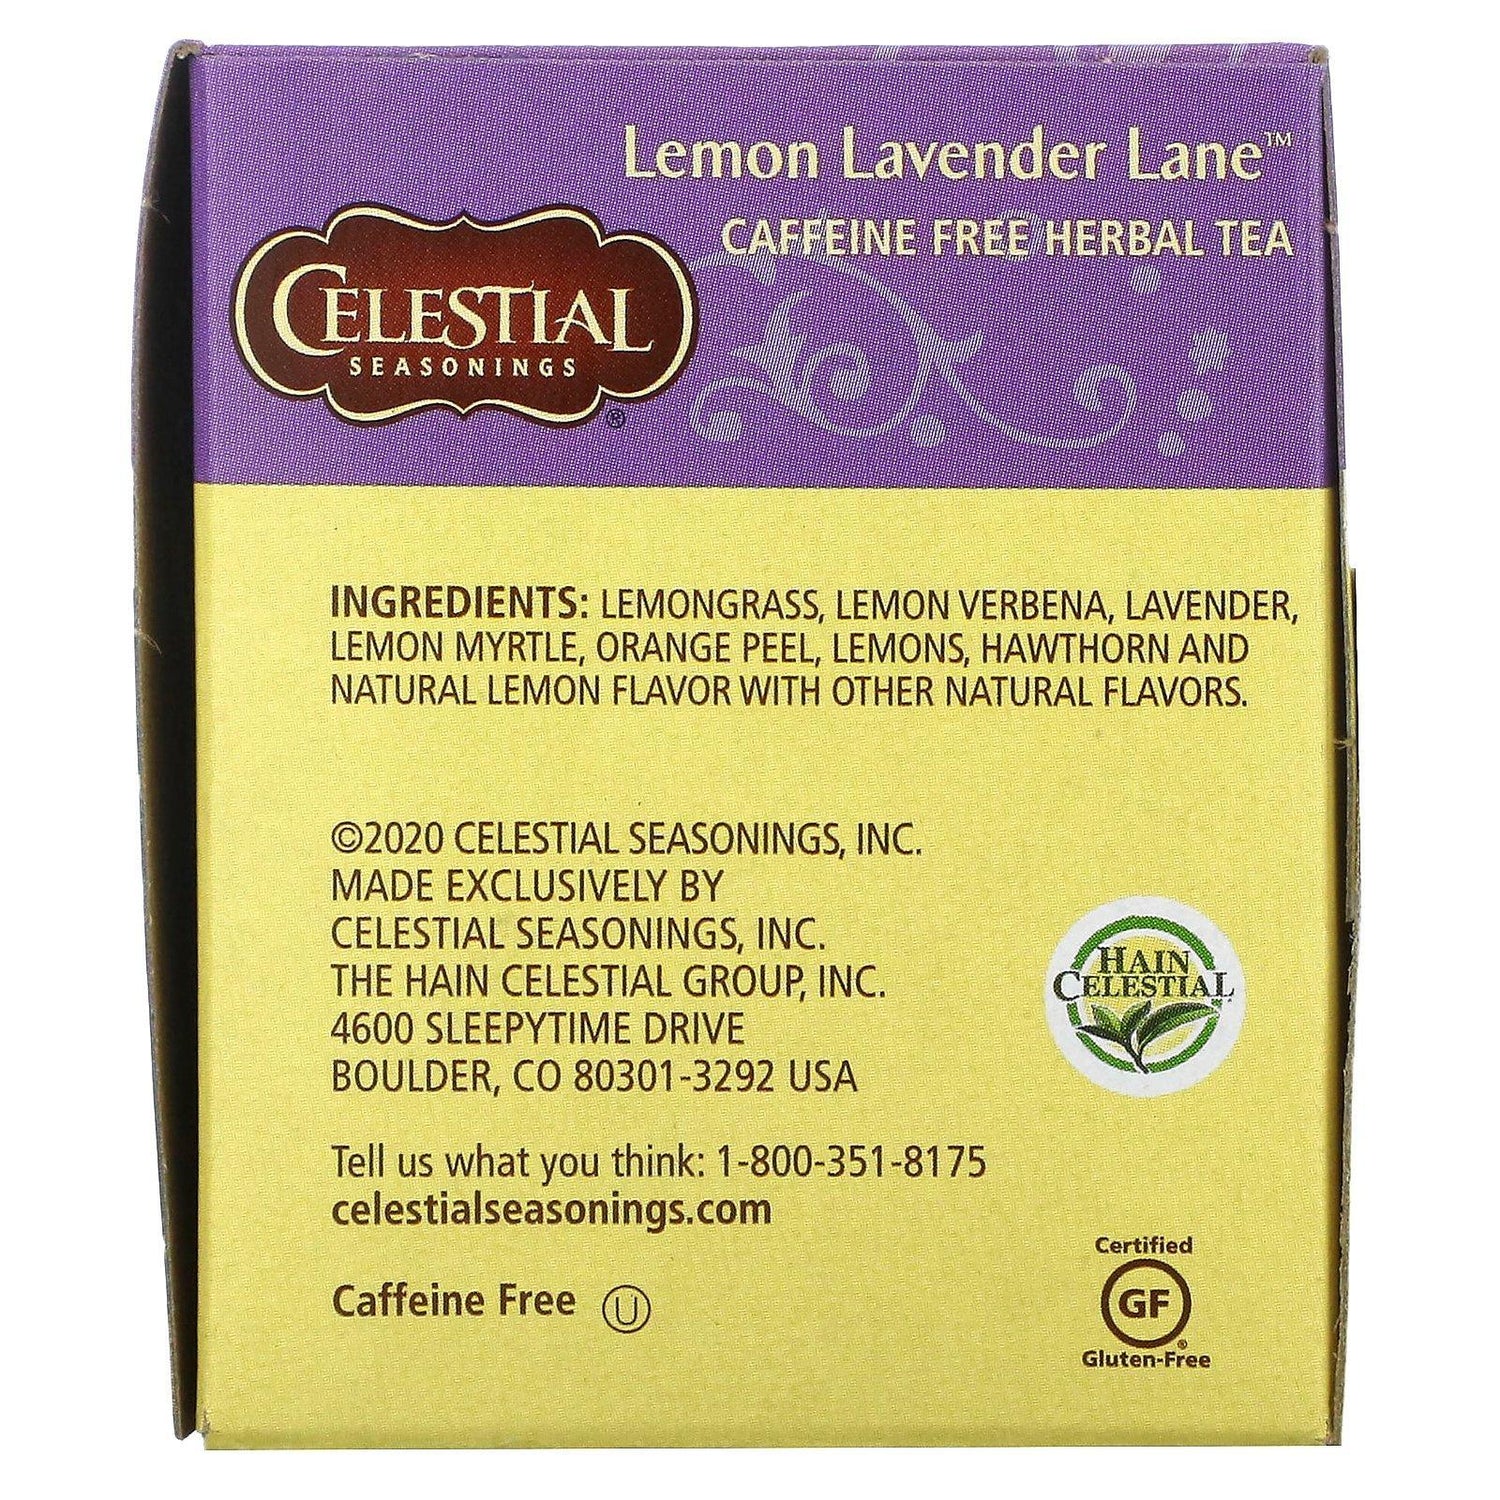 Lemon Lavender Lane™
CAFFEINE FREE HERBAL TEA
CELESTIAL
SEASONINGS
®
INGREDIENTS: LEMONGRASS, LEMON VERBENA, LAVENDER,
LEMON MYRTLE, ORANGE PEEL, LEMONS, HAWTHORN AND
NATURAL LEMON FLAVOR WITH OTHER NATURAL FLAVORS.
©2020 CELESTIAL SEASONINGS, INC.
MADE EXCLUSIVELY BY
CELESTIAL SEASONINGS, INC.
THE HAIN CELESTIAL GROUP, INC.
4600 SLEEPYTIME DRIVE
BOULDER, CO 80301-3292 USA
HAIN
CELESTIAL
Tell us what you think: 1-800-351-8175
celestialseasonings.com
Caffeine Free U
Certified
GF
®
Gluten-Free